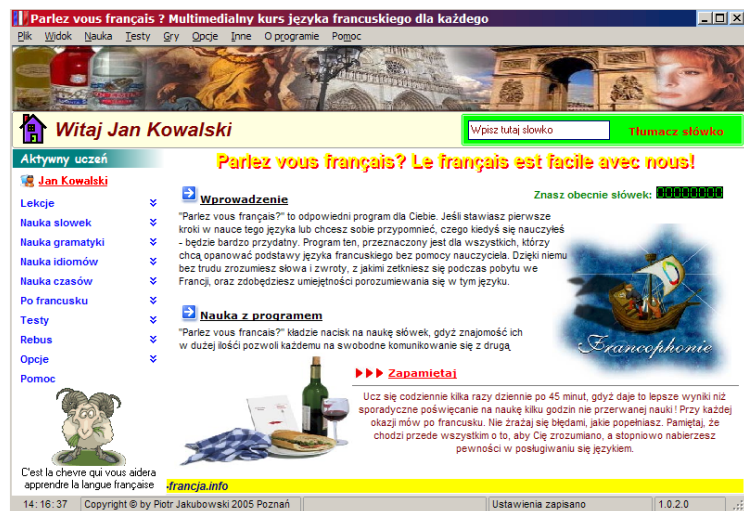 Parlez vous français ? Multimedialny kurs języka francuskiego dla każdego
Plik Widok Nauka Testy Gry Opcje Inne O programie Pomoc
Witaj Jan Kowalski
Wpisz tutaj slowko
Tłumacz słówko
Aktywny uczeń
Jan Kowalski
Lekcje
Nauka slowek
Nauka gramatyki
Nauka idiomów
Nauka czasów
Po francusku
Testy
Rebus
Opcje
Pomoc
C'est la chevre qui vous aidera
apprendre la langue française
Parlez vous français? Le français est facile avec nous!
Znasz obecnie słówek: 00000000
Wprowadzenie
"Parlez vous français?" to odpowiedni program dla Ciebie. Jeśli stawiasz pierwsze
kroki w nauce tego języka lub chcesz sobie przypomnieć, czego kiedyś się nauczyłeś
- będzie bardzo przydatny. Program ten, przeznaczony jest dla wszystkich, którzy
chcą opanować podstawy języka francuskiego bez pomocy nauczyciela. Dzięki niemu
bez trudu zrozumiesz słowa i zwroty, z jakimi zetkniesz się podczas pobytu we
Francji, oraz zdobędziesz umiejętności porozumiewania się w tym języku.
Francophonie
Nauka z programem
"Parlez vous francais?" kładzie nacisk na naukę słówek, gdyż znajomość ich
w dużej ilości pozwoli każdemu na swobodne komunikowanie się z drugą
Zapamiętaj
Ucz się codziennie kilka razy dziennie po 45 minut, gdyż daje to lepsze wyniki niż
sporadyczne poświęcanie na naukę kilku godzin nie przerwanej nauki ! Przy każdej
okazji mów po francusku. Nie zrażaj się błędami, jakie popełniasz. Pamiętaj, że
chodzi przede wszystkim o to, aby Cię zrozumiano, a stopniowo nabierzesz
pewności w posługiwaniu się językiem.
-francja.info
14:16:37 Copyright © by Piotr Jakubowski 2005 Poznań Ustawienia zapisano 1.0.2.0